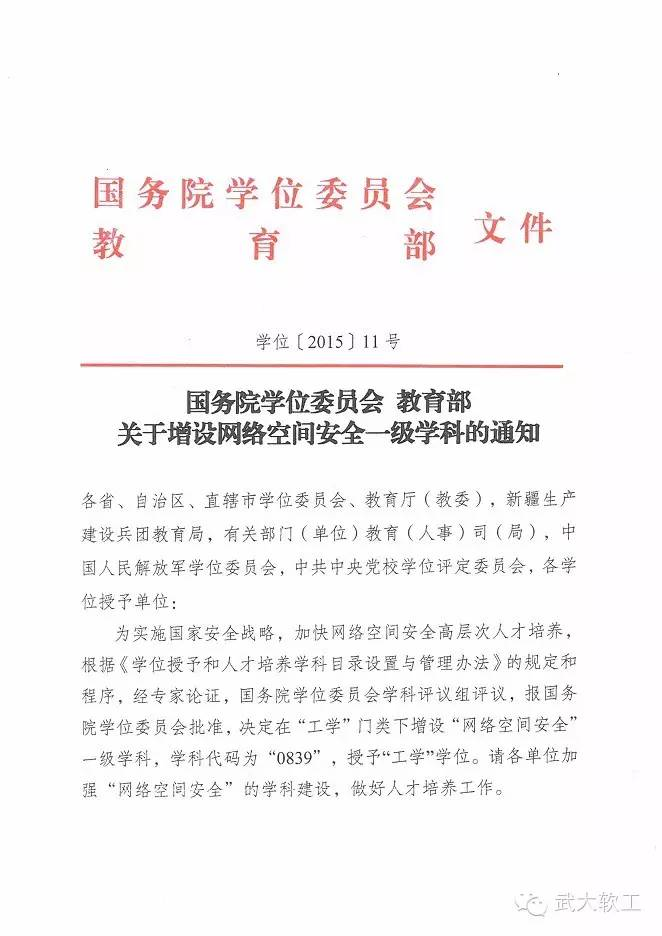 国务院学位委员会
教育部
文件
学位〔2015〕11 号
国务院学位委员会 教育部
关于增设网络空间安全一级学科的通知
各省、自治区、直辖市学位委员会、教育厅（教委），新疆生产
建设兵团教育局，有关部门（单位）教育（人事）司（局），中
国人民解放军学位委员会，中共中央党校学位评定委员会，各学
位授予单位：
为实施国家安全战略，加快网络空间安全高层次人才培养，
根据《学位授予和人才培养学科目录设置与管理办法》的规定和
程序，经专家论证，国务院学位委员会学科评议组评议，报国务
院学位委员会批准，决定在“工学”门类下增设“网络空间安全”
一级学科，学科代码为“0839”，授予“工学”学位。请各单位加
强“网络空间安全”的学科建设，做好人才培养工作。
武大软工